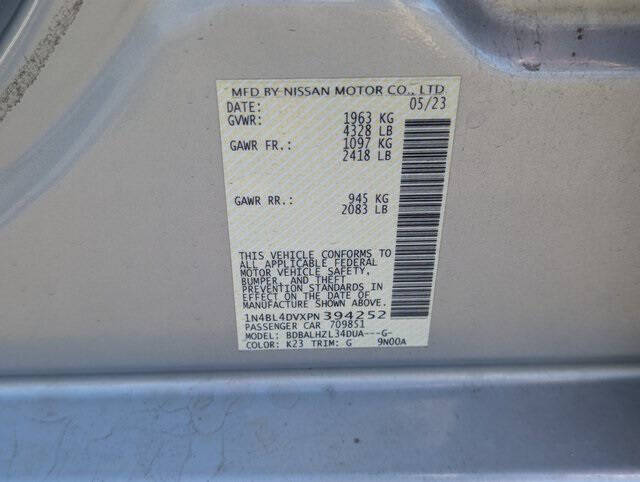 MFD BY NISSAN MOTOR CO., LTD
DATE: 05/23
GVWR: 1963 KG
4328 LB
GAWR FR.: 1097 KG
2418 LB
GAWR RR.: 945 KG
2083 LB
THIS VEHICLE CONFORMS TO
ALL APPLICABLE FEDERAL
MOTOR VEHICLE SAFETY,
BUMPER, AND THEFT
PREVENTION STANDARDS IN
EFFECT ON THE DATE OF
MANUFACTURE SHOWN ABOVE.
1N4BL4DVXPN394252
PASSENGER CAR 709851
MODEL: BDBALHZL34DUA---G-
COLOR: K23 TRIM: G 9N00A